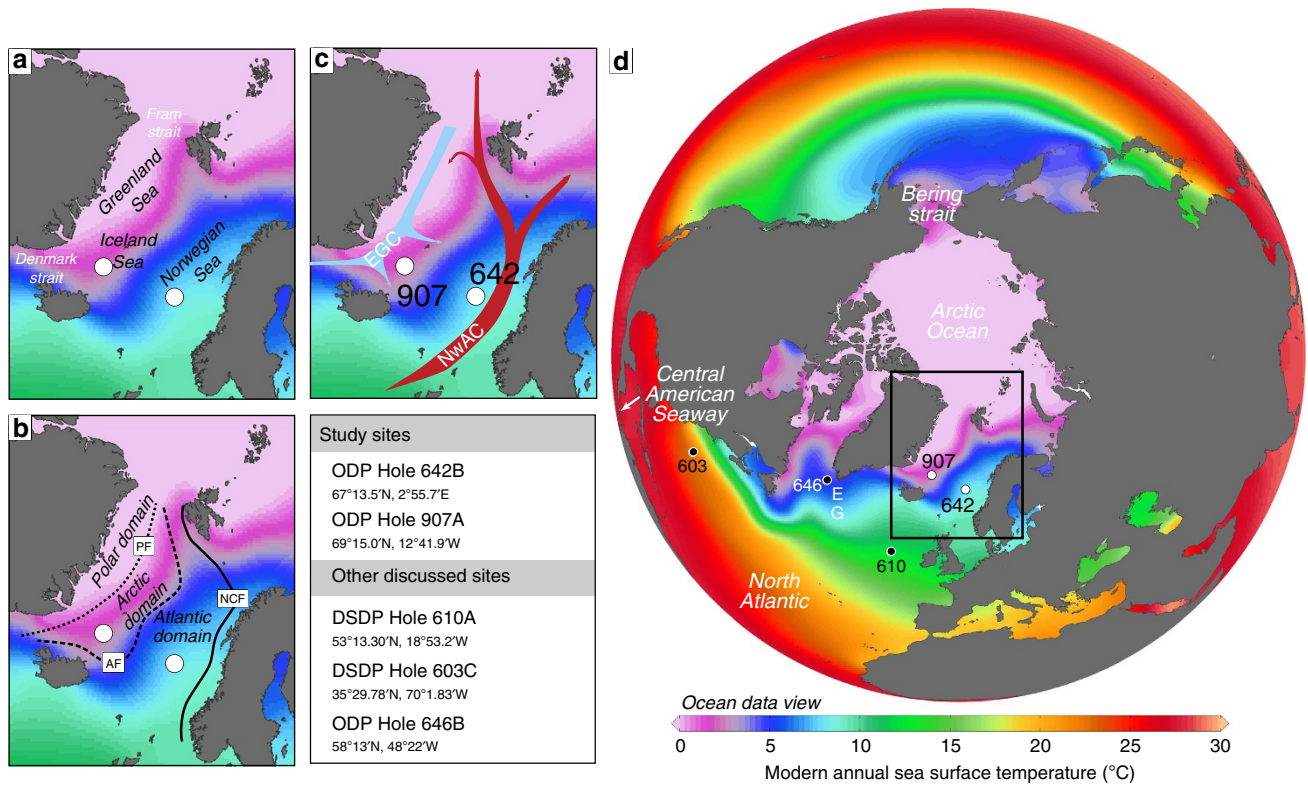 a
Fram
strait
Greenland
Sea
Iceland
Sea
Norwegian
Sea
Denmark
strait
c
EGC
907
642
NwAC
b
Polar domain
PF
Arctic
domain
Atlantic
domain
NCF
AF
Study sites
ODP Hole 642B
67°13.5′N, 2°55.7′E
ODP Hole 907A
69°15.0′N, 12°41.9′W
Other discussed sites
DSDP Hole 610A
53°13.30′N, 18°53.2′W
DSDP Hole 603C
35°29.78′N, 70°1.83′W
ODP Hole 646B
58°13′N, 48°22′W
d
Bering
strait
Arctic
Ocean
Central
American
Seaway
603
646
E
G
907
642
610
North
Atlantic
Ocean data view
0 5 10 15 20 25 30
Modern annual sea surface temperature (°C)